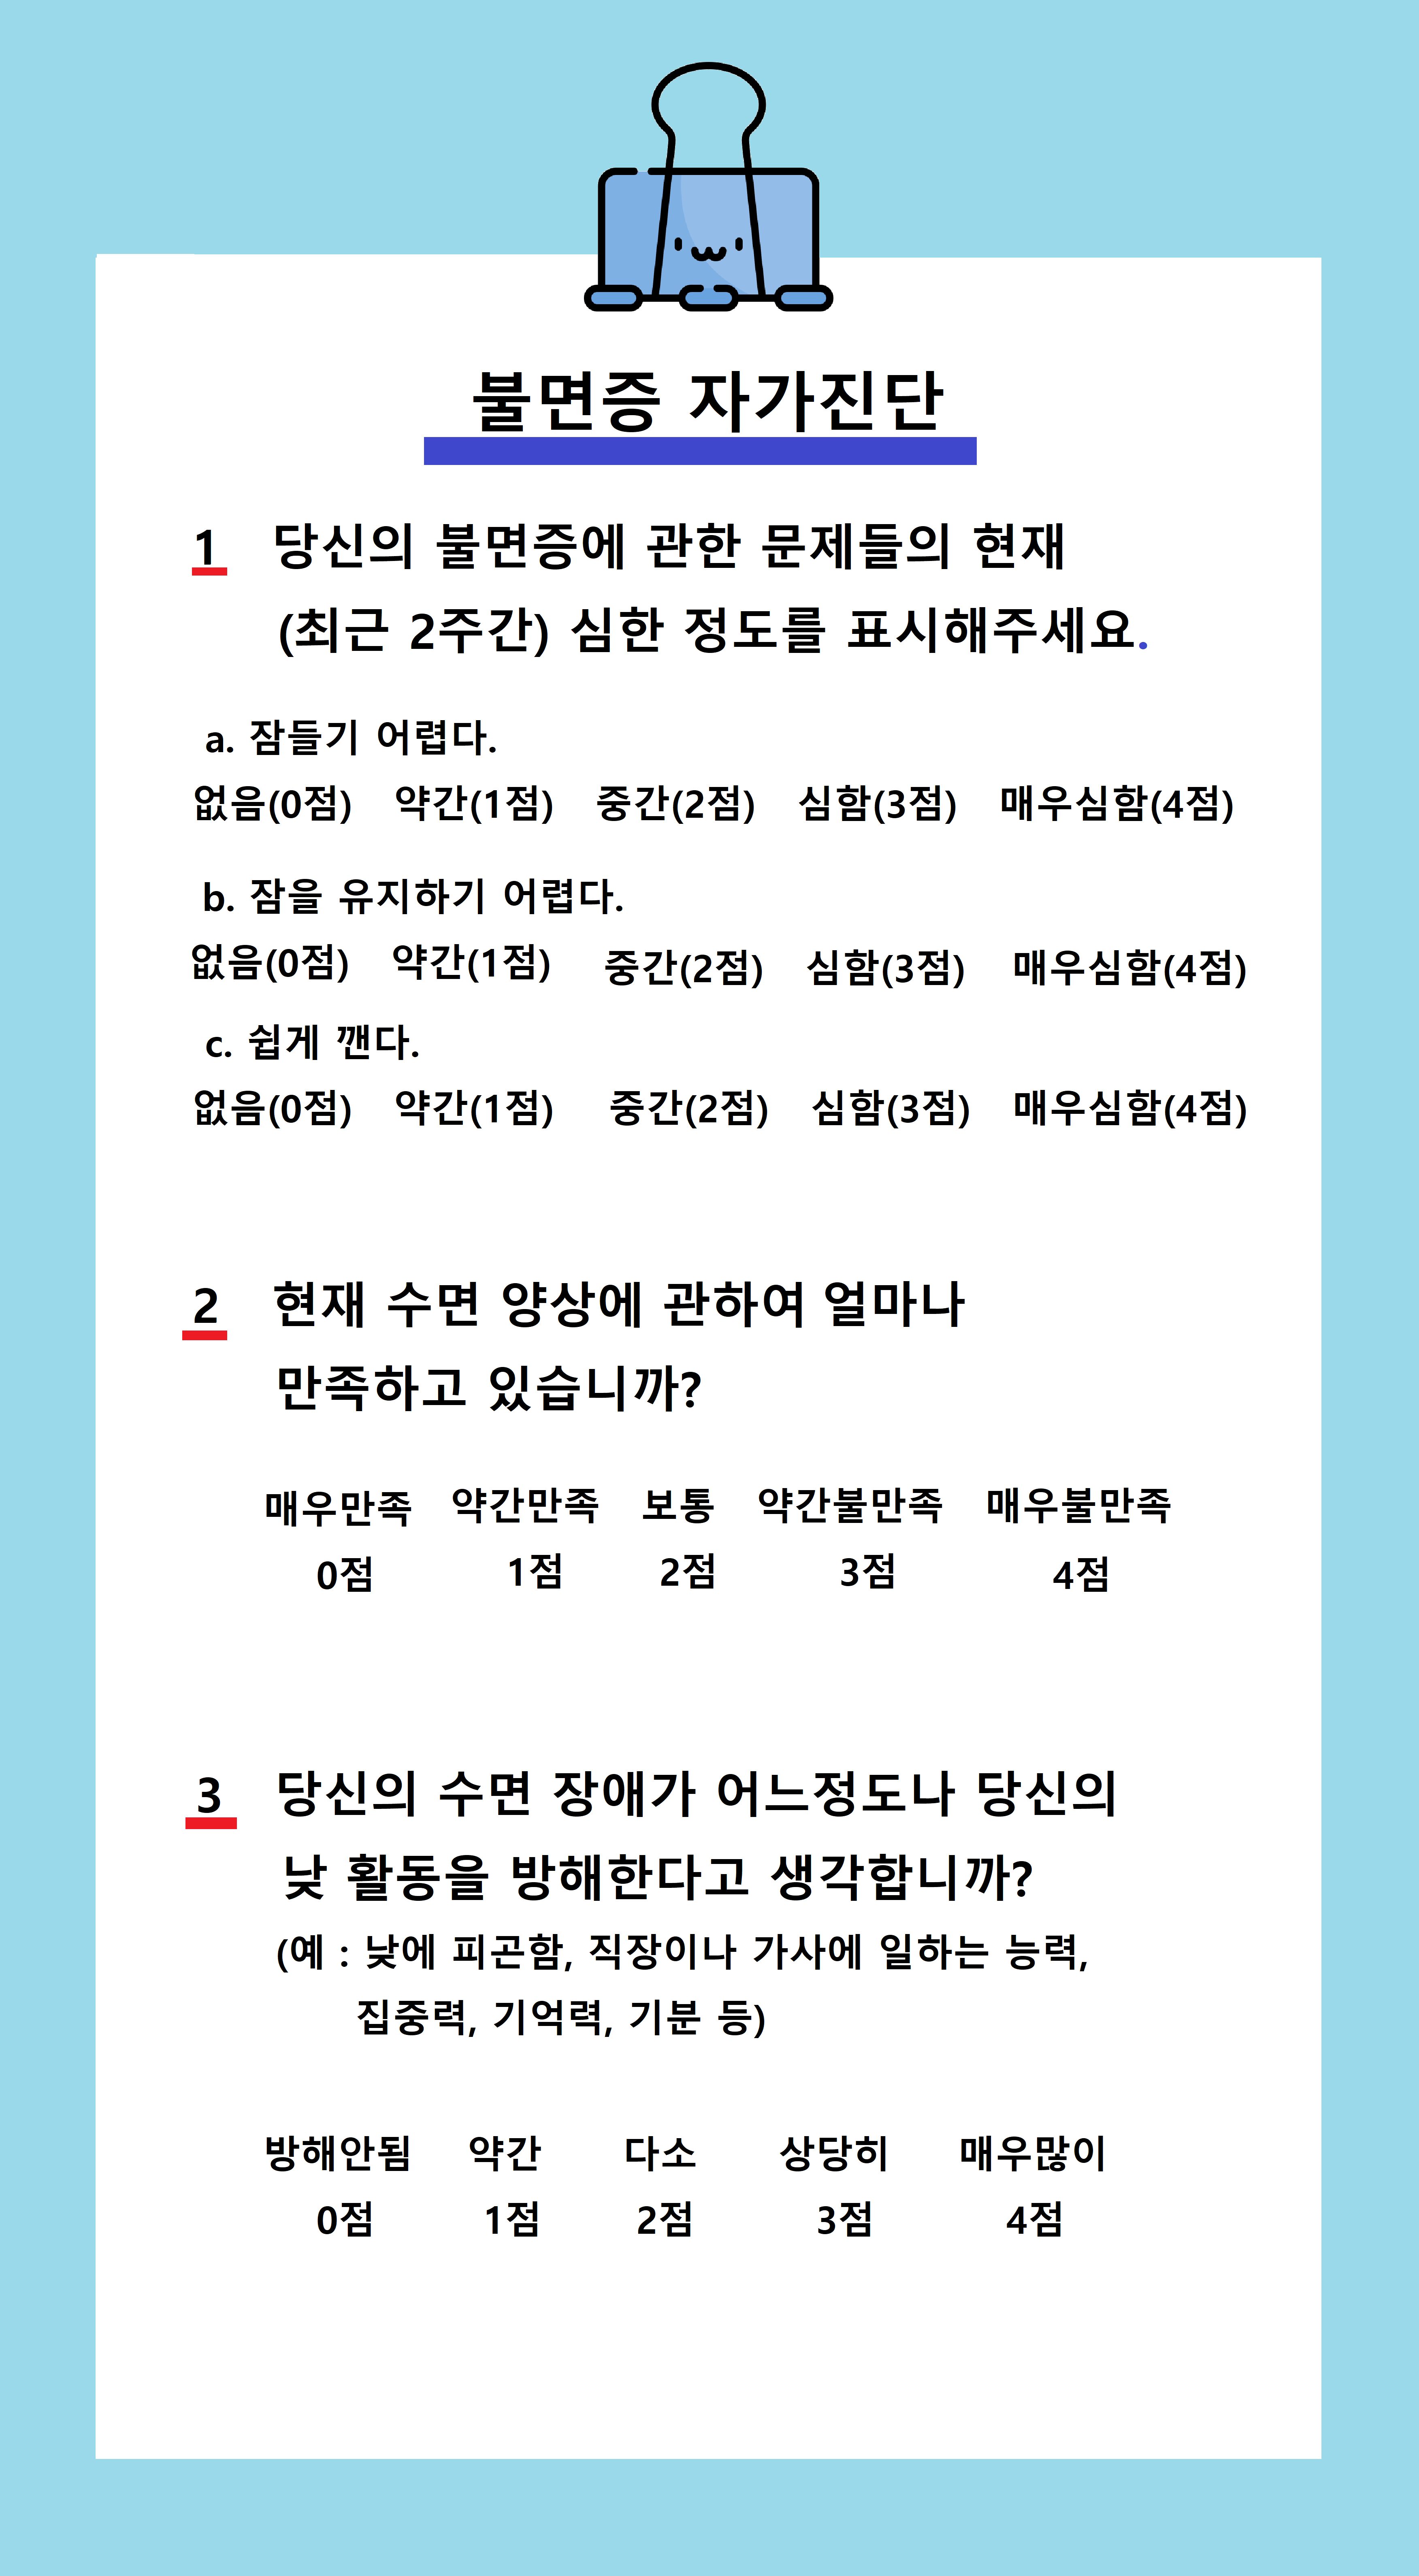 불면증 자가진단
1 당신의 불면증에 관한 문제들의 현재
(최근 2주간) 심한 정도를 표시해주세요.
a. 잠들기 어렵다.
없음(0점) 약간(1점) 중간(2점) 심함(3점) 매우심함(4점)
b. 잠을 유지하기 어렵다.
없음(0점) 약간(1점) 중간(2점) 심함(3점) 매우심함(4점)
c. 쉽게 깬다.
없음(0점) 약간(1점) 중간(2점) 심함(3점) 매우심함(4점)
2 현재 수면 양상에 관하여 얼마나
만족하고 있습니까?
매우만족 약간만족 보통 약간불만족 매우불만족
0점 1점 2점 3점 4점
3 당신의 수면 장애가 어느정도나 당신의
낮 활동을 방해한다고 생각합니까?
(예 : 낮에 피곤함, 직장이나 가사에 일하는 능력,
집중력, 기억력, 기분 등)
방해안됨 약간 다소 상당히 매우많이
0점 1점 2점 3점 4점